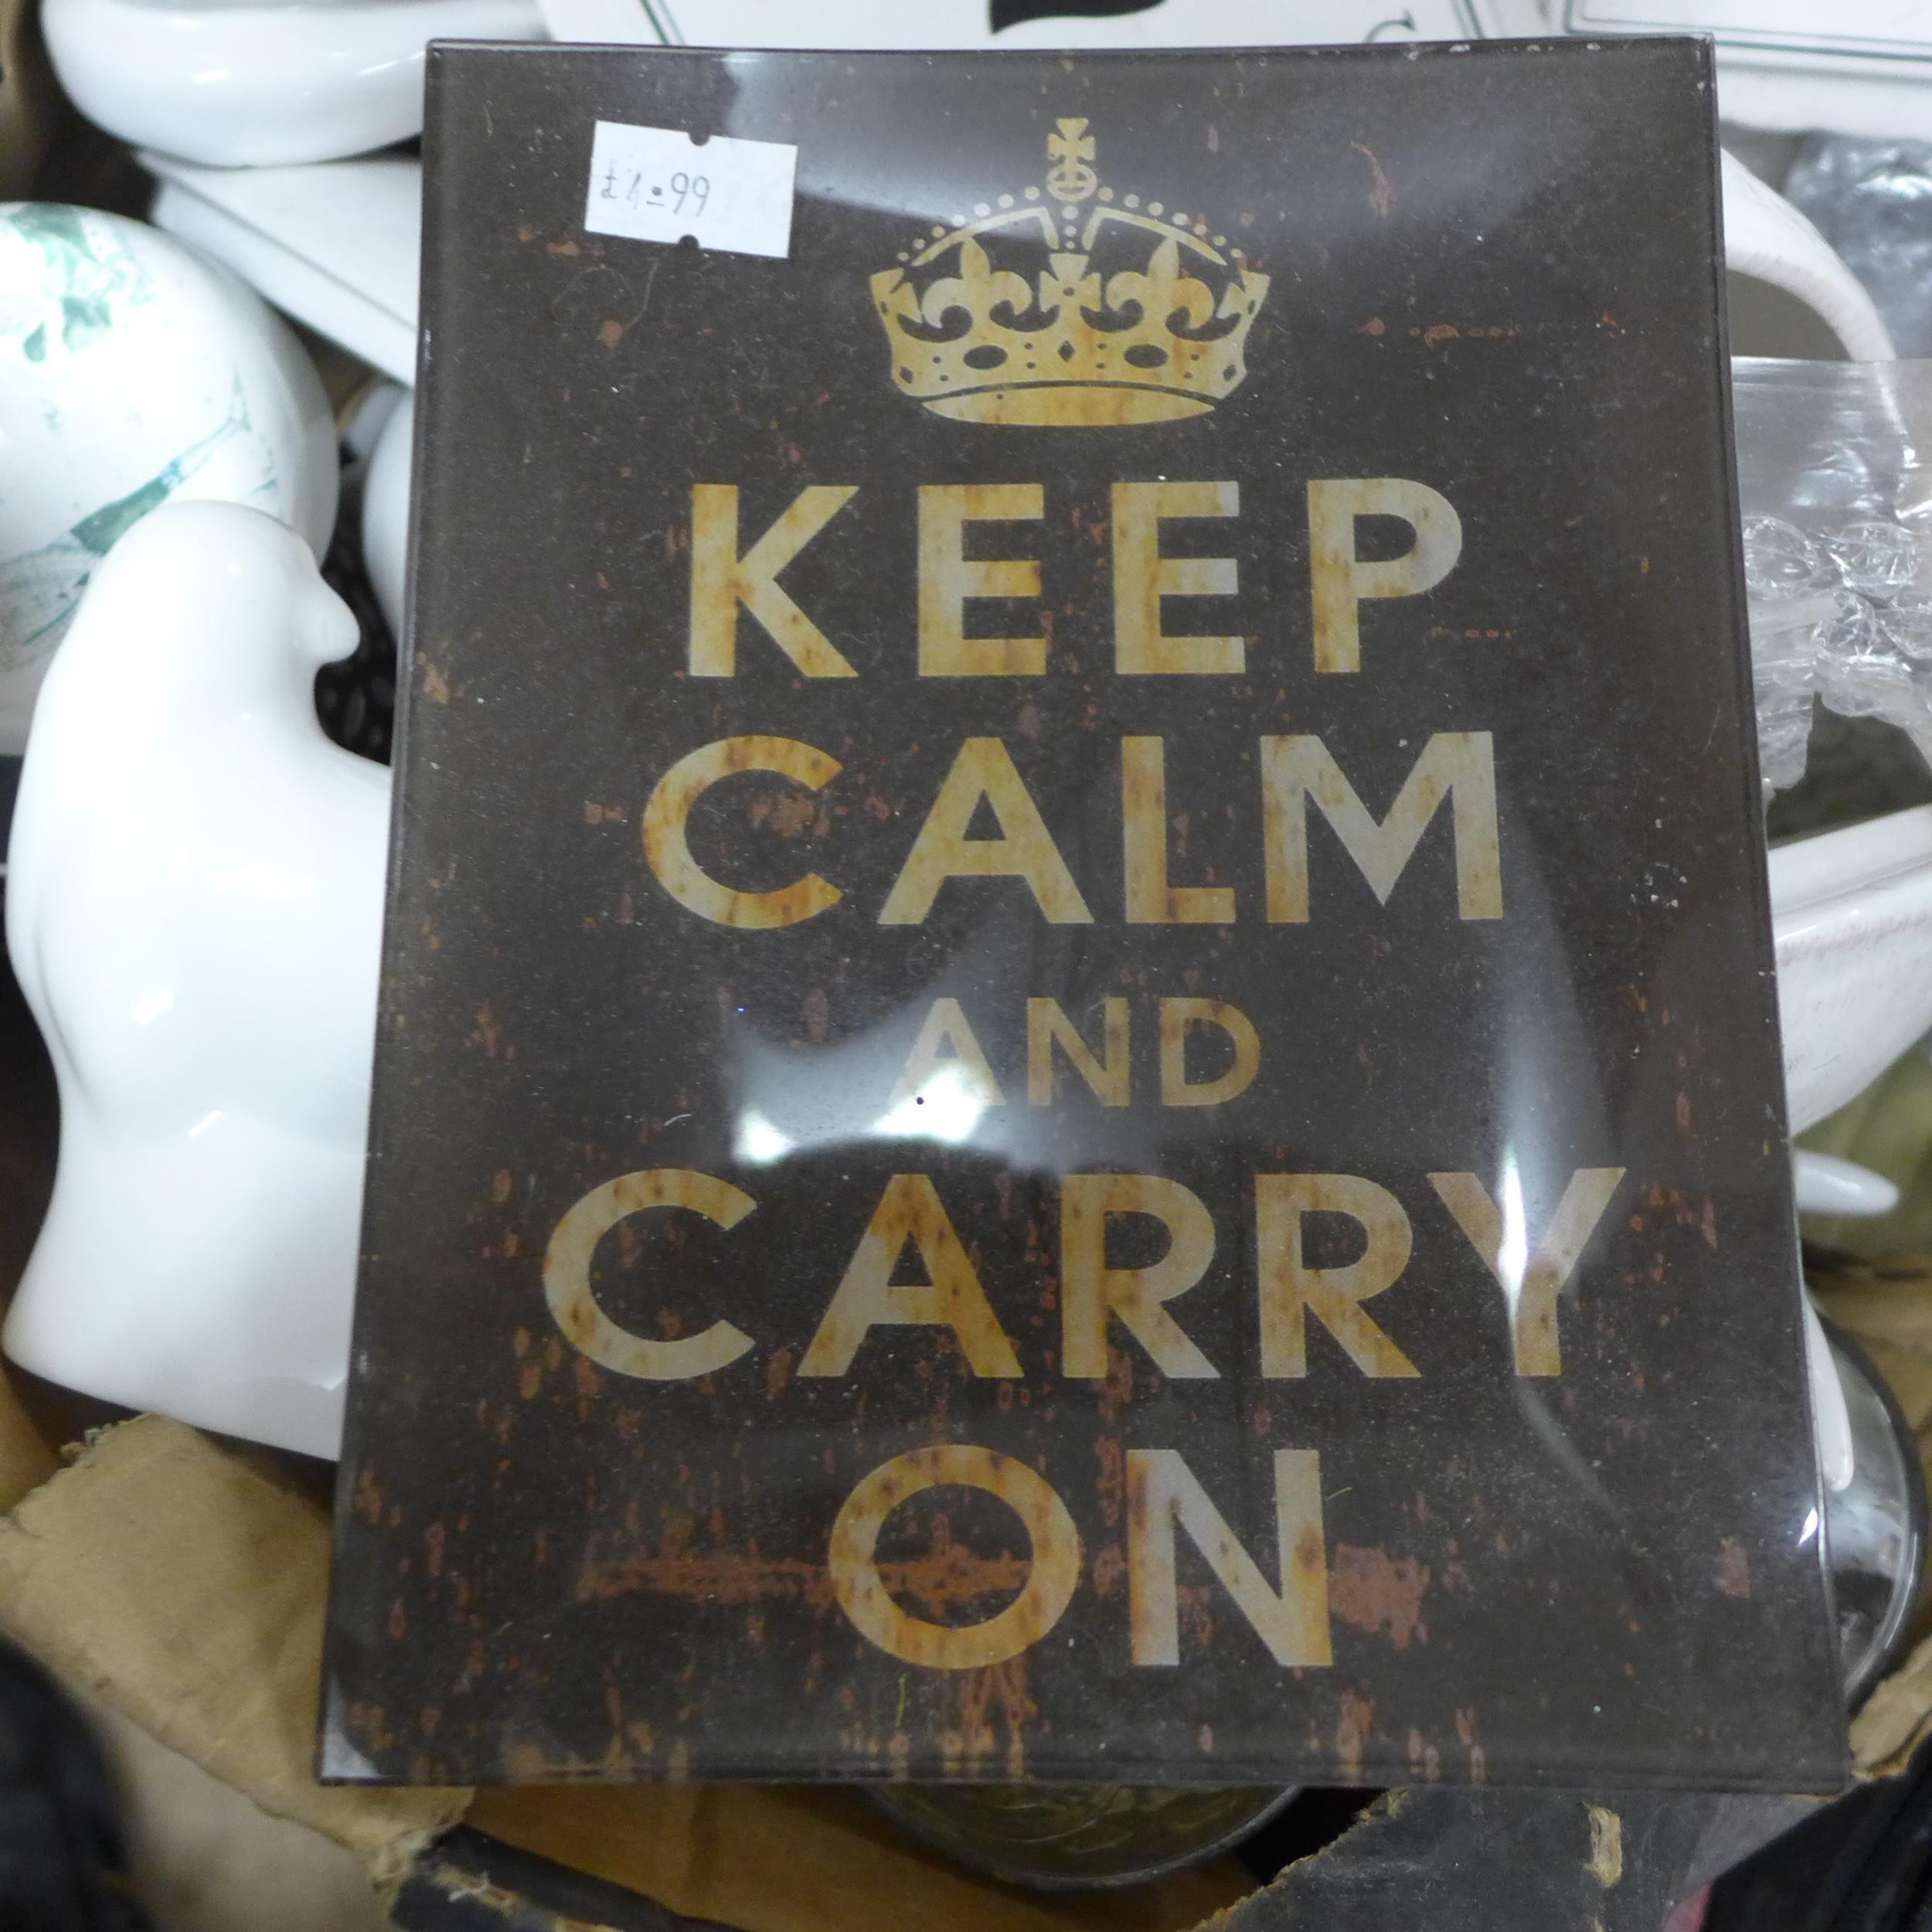 £4.99
KEEP
CALM
AND
CARRY
ON